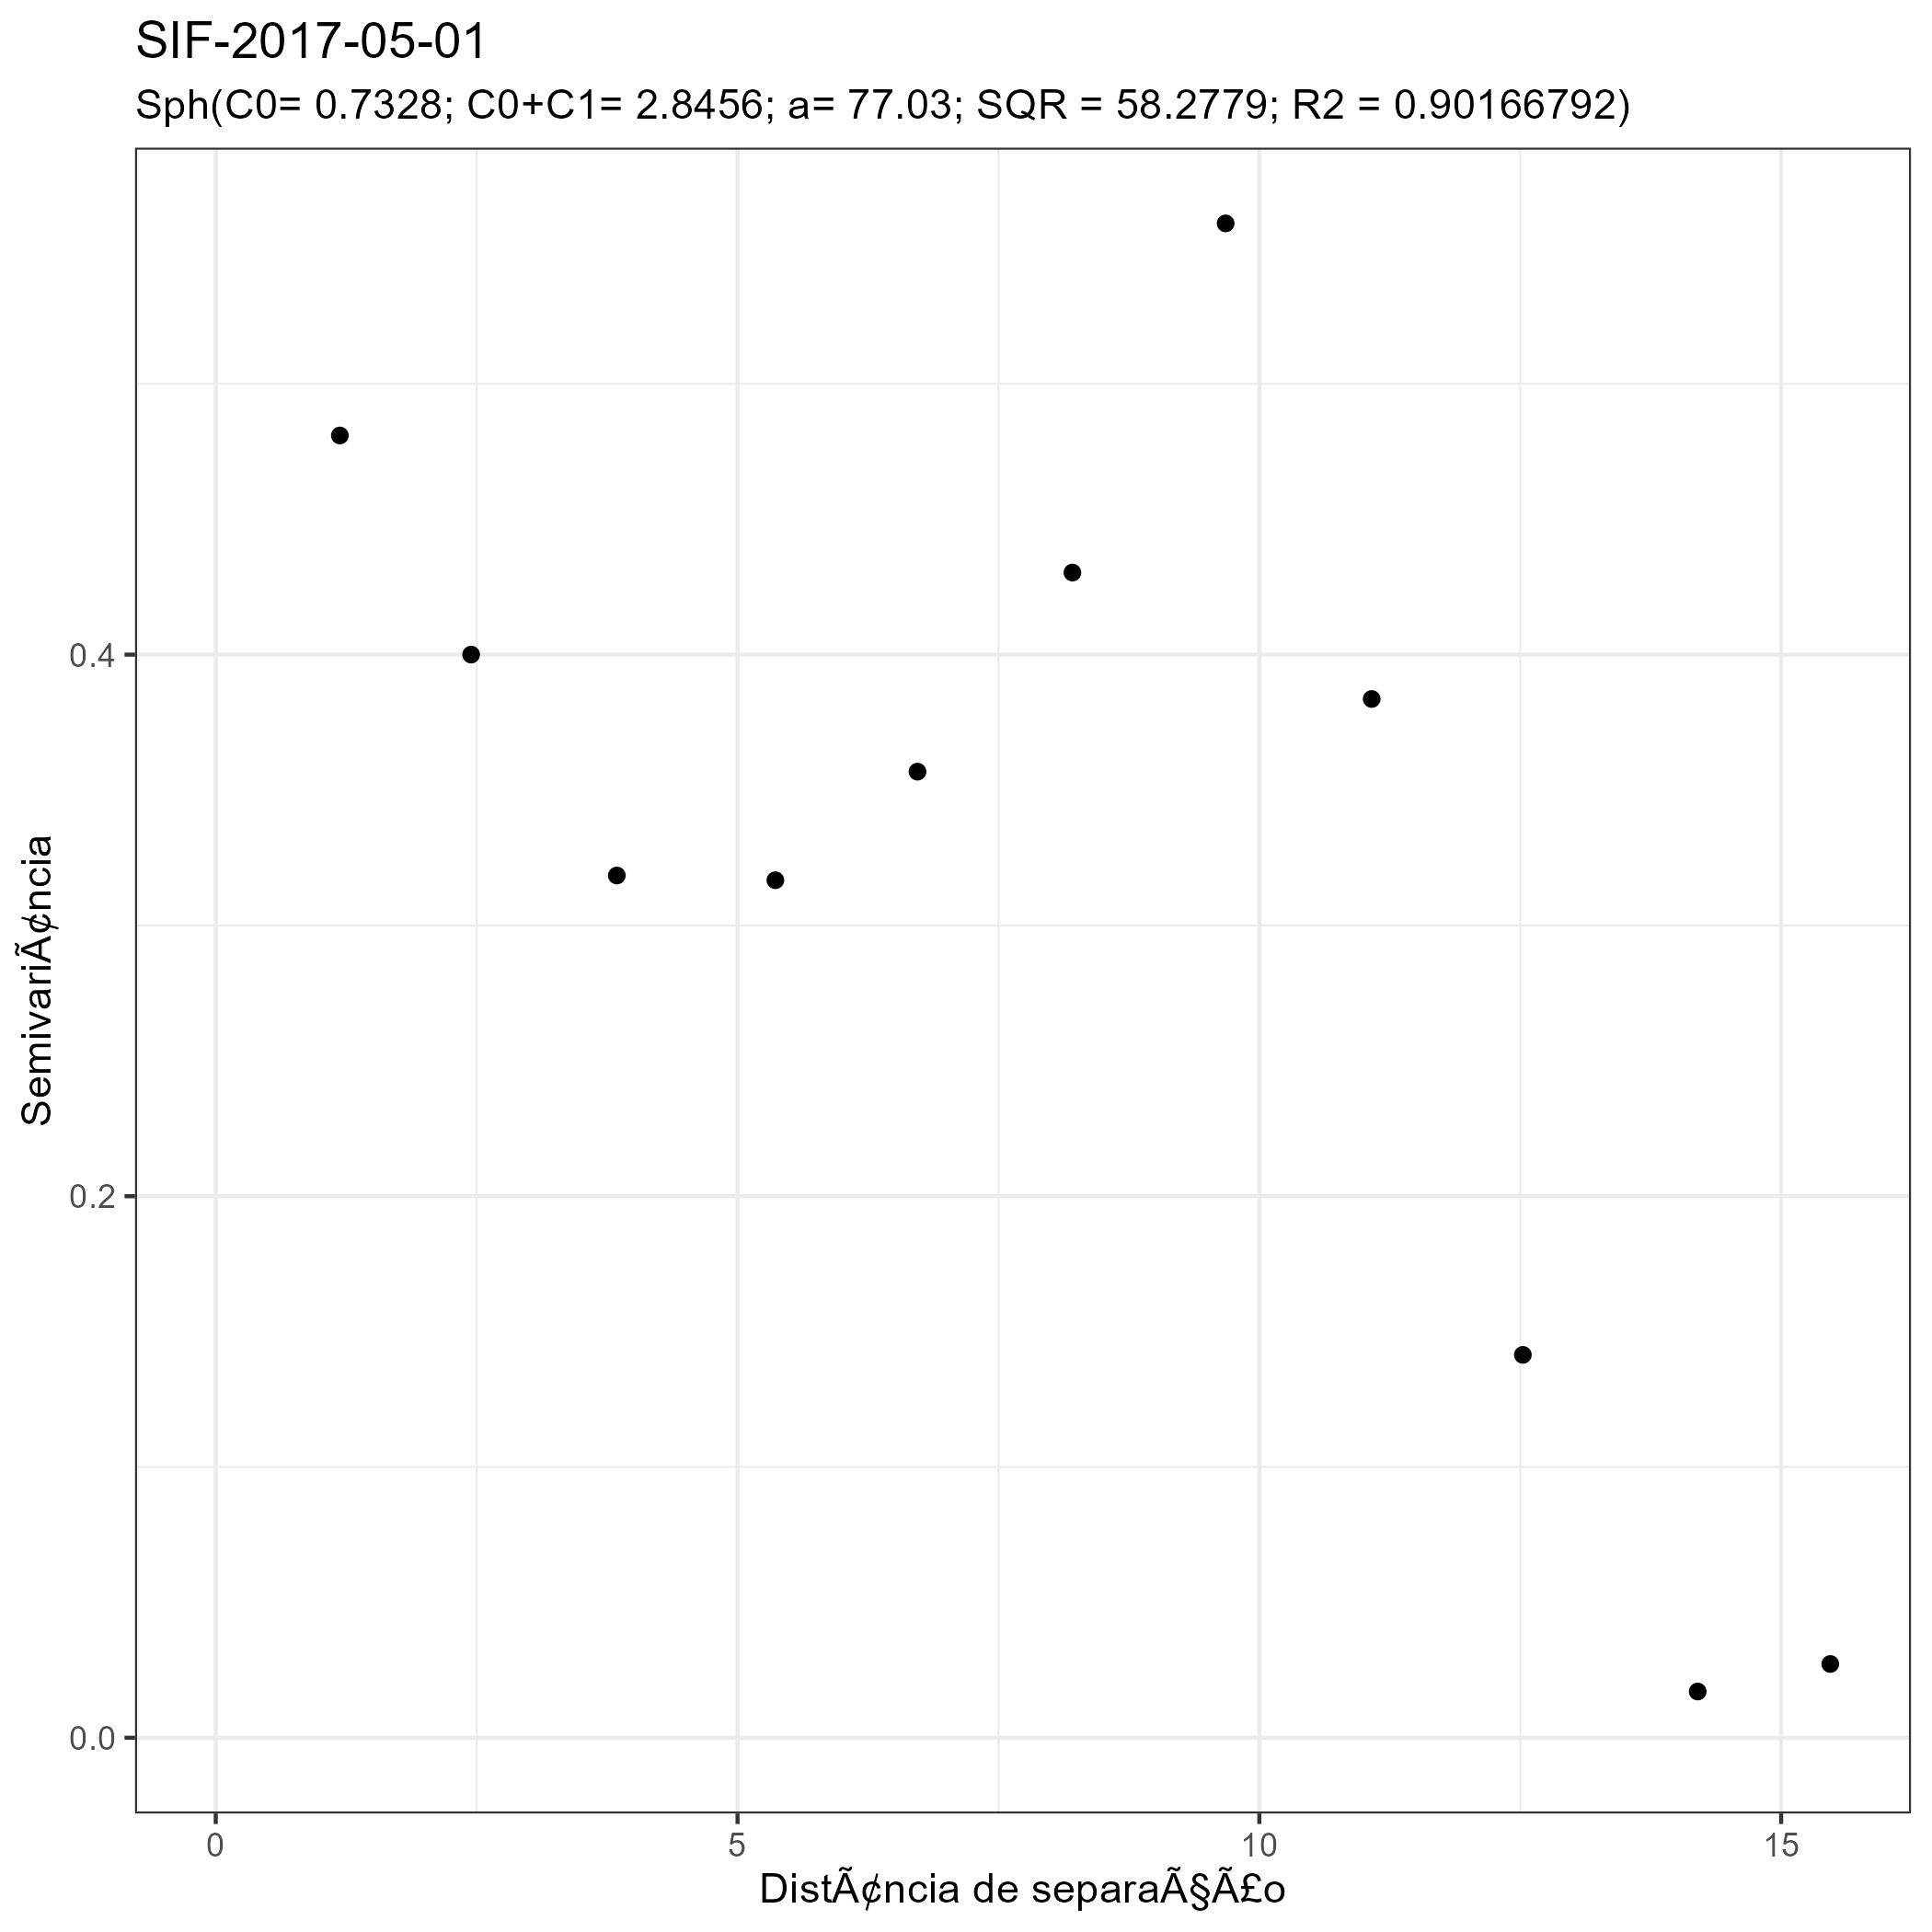 SIF-2017-05-01
Sph(C0= 0.7328; C0+C1= 2.8456; a= 77.03; SQR = 58.2779; R2 = 0.90166792)
SemivariÃ¢ncia
0.4
0.2
0.0
0 5 10 15
DistÃ¢ncia de separaÃ§Ã£o